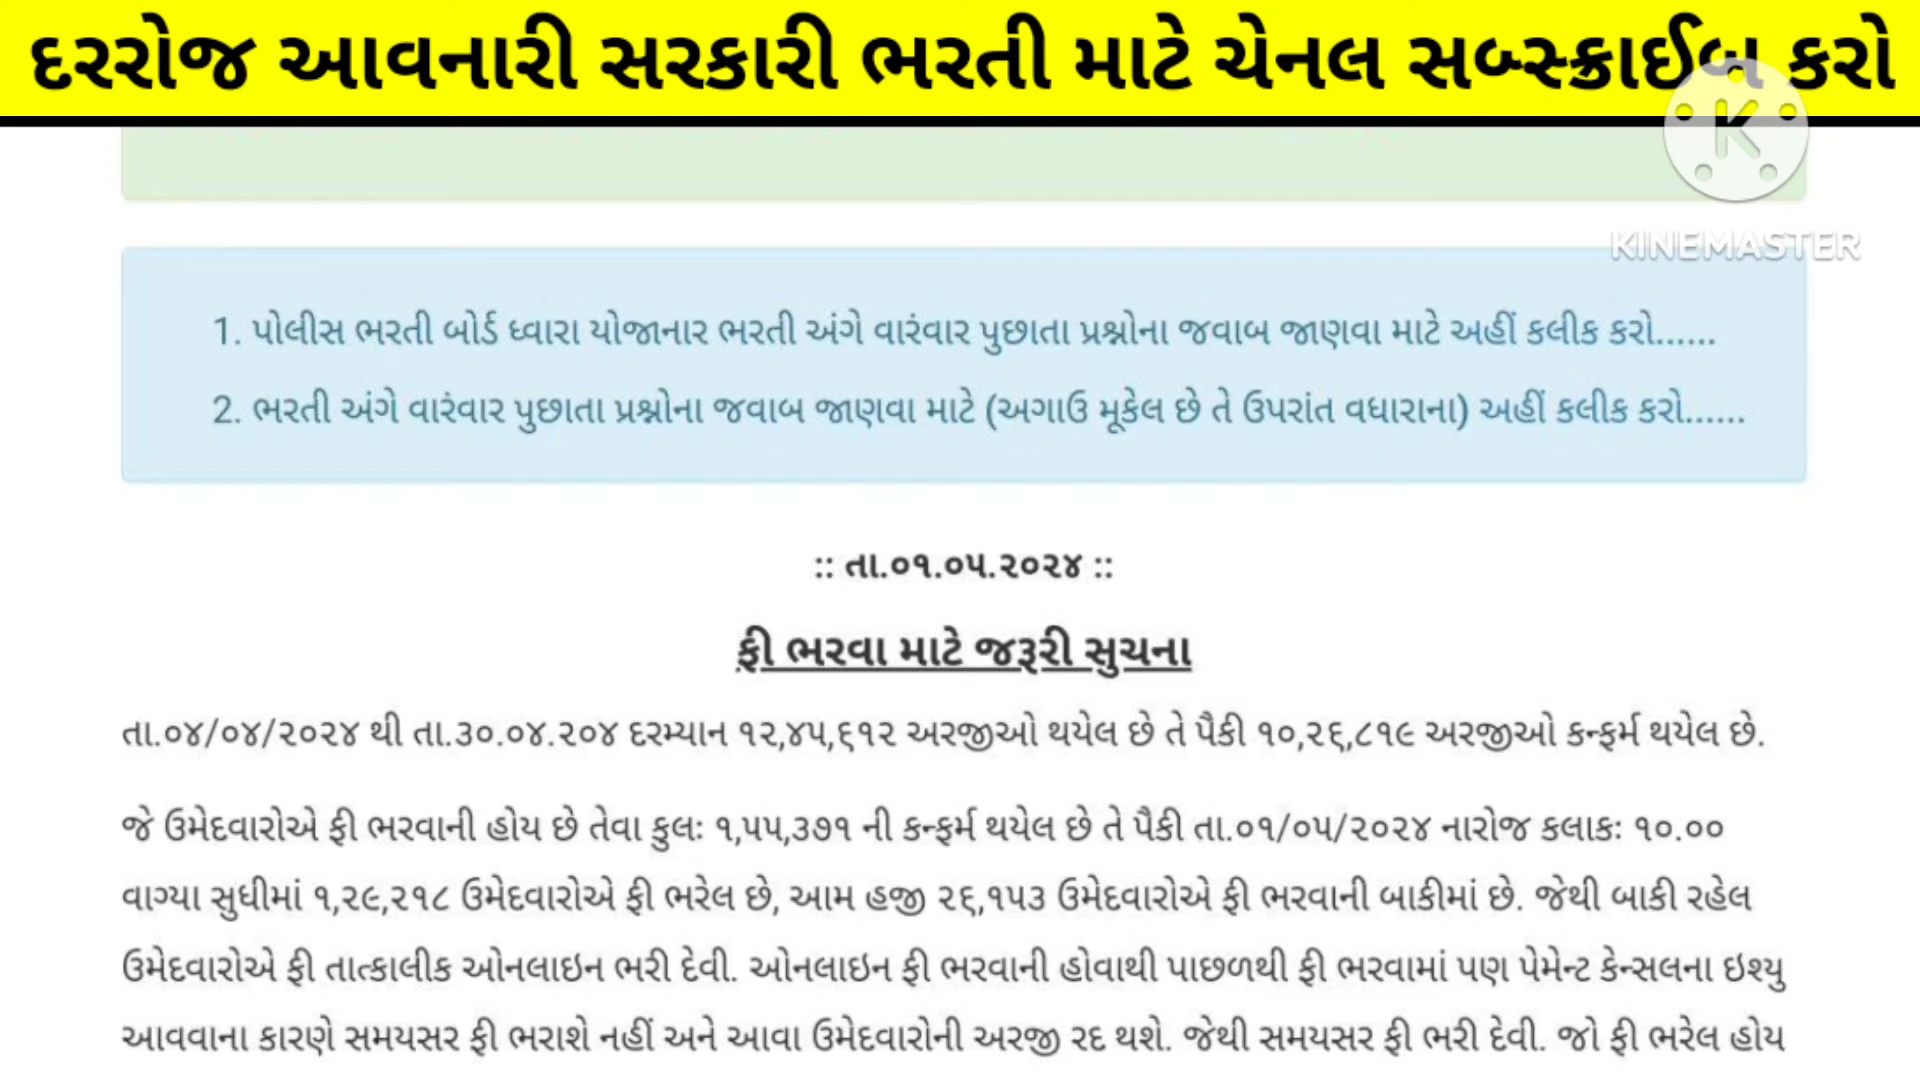 દરરોજ આવનારી સરકારી ભરતી માટે ચેનલ સબ્સ્ક્રાઈબ કરો
K
KINEMASTER
1. પોલીસ ભરતી બોર્ડ ધ્વારા યોજાનાર ભરતી અંગે વારંવાર પુછાતા પ્રશ્નોના જવાબ જાણવા માટે અહીં કલીક કરો......
2. ભરતી અંગે વારંવાર પુછાતા પ્રશ્નોના જવાબ જાણવા માટે (અગાઉ મૂકેલ છે તે ઉપરાંત વધારાના) અહીં કલીક કરો......
:: તા.૦૧.૦૫.૨૦૨૪ ::
ફી ભરવા માટે જરૂરી સુચના
તા.૦૪/૦૪/૨૦૨૪ થી તા.૩૦.૦૪.૨૦૪ દરમ્યાન ૧૨,૪૫,૬૧૨ અરજીઓ થયેલ છે તે પૈકી ૧૦,૨૬,૮૧૯ અરજીઓ કન્ફર્મ થયેલ છે.
જે ઉમેદવારોએ ફી ભરવાની હોય છે તેવા કુલઃ ૧,૫૫,૩૭૧ ની કન્ફર્મ થયેલ છે તે પૈકી તા.૦૧/૦૫/૨૦૨૪ નારોજ કલાકઃ ૧૦.૦૦
વાગ્યા સુધીમાં ૧,૨૯,૨૧૮ ઉમેદવારોએ ફી ભરેલ છે, આમ હજી ૨૬,૧૫૩ ઉમેદવારોએ ફી ભરવાની બાકીમાં છે. જેથી બાકી રહેલ
ઉમેદવારોએ ફી તાત્કાલીક ઓનલાઇન ભરી દેવી. ઓનલાઇન ફી ભરવાની હોવાથી પાછળથી ફી ભરવામાં પણ પેમેન્ટ કેન્સલના ઇશ્યુ
આવવાના કારણે સમયસર ફી ભરાશે નહીં અને આવા ઉમેદવારોની અરજી રદ થશે. જેથી સમયસર ફી ભરી દેવી. જો ફી ભરેલ હોય